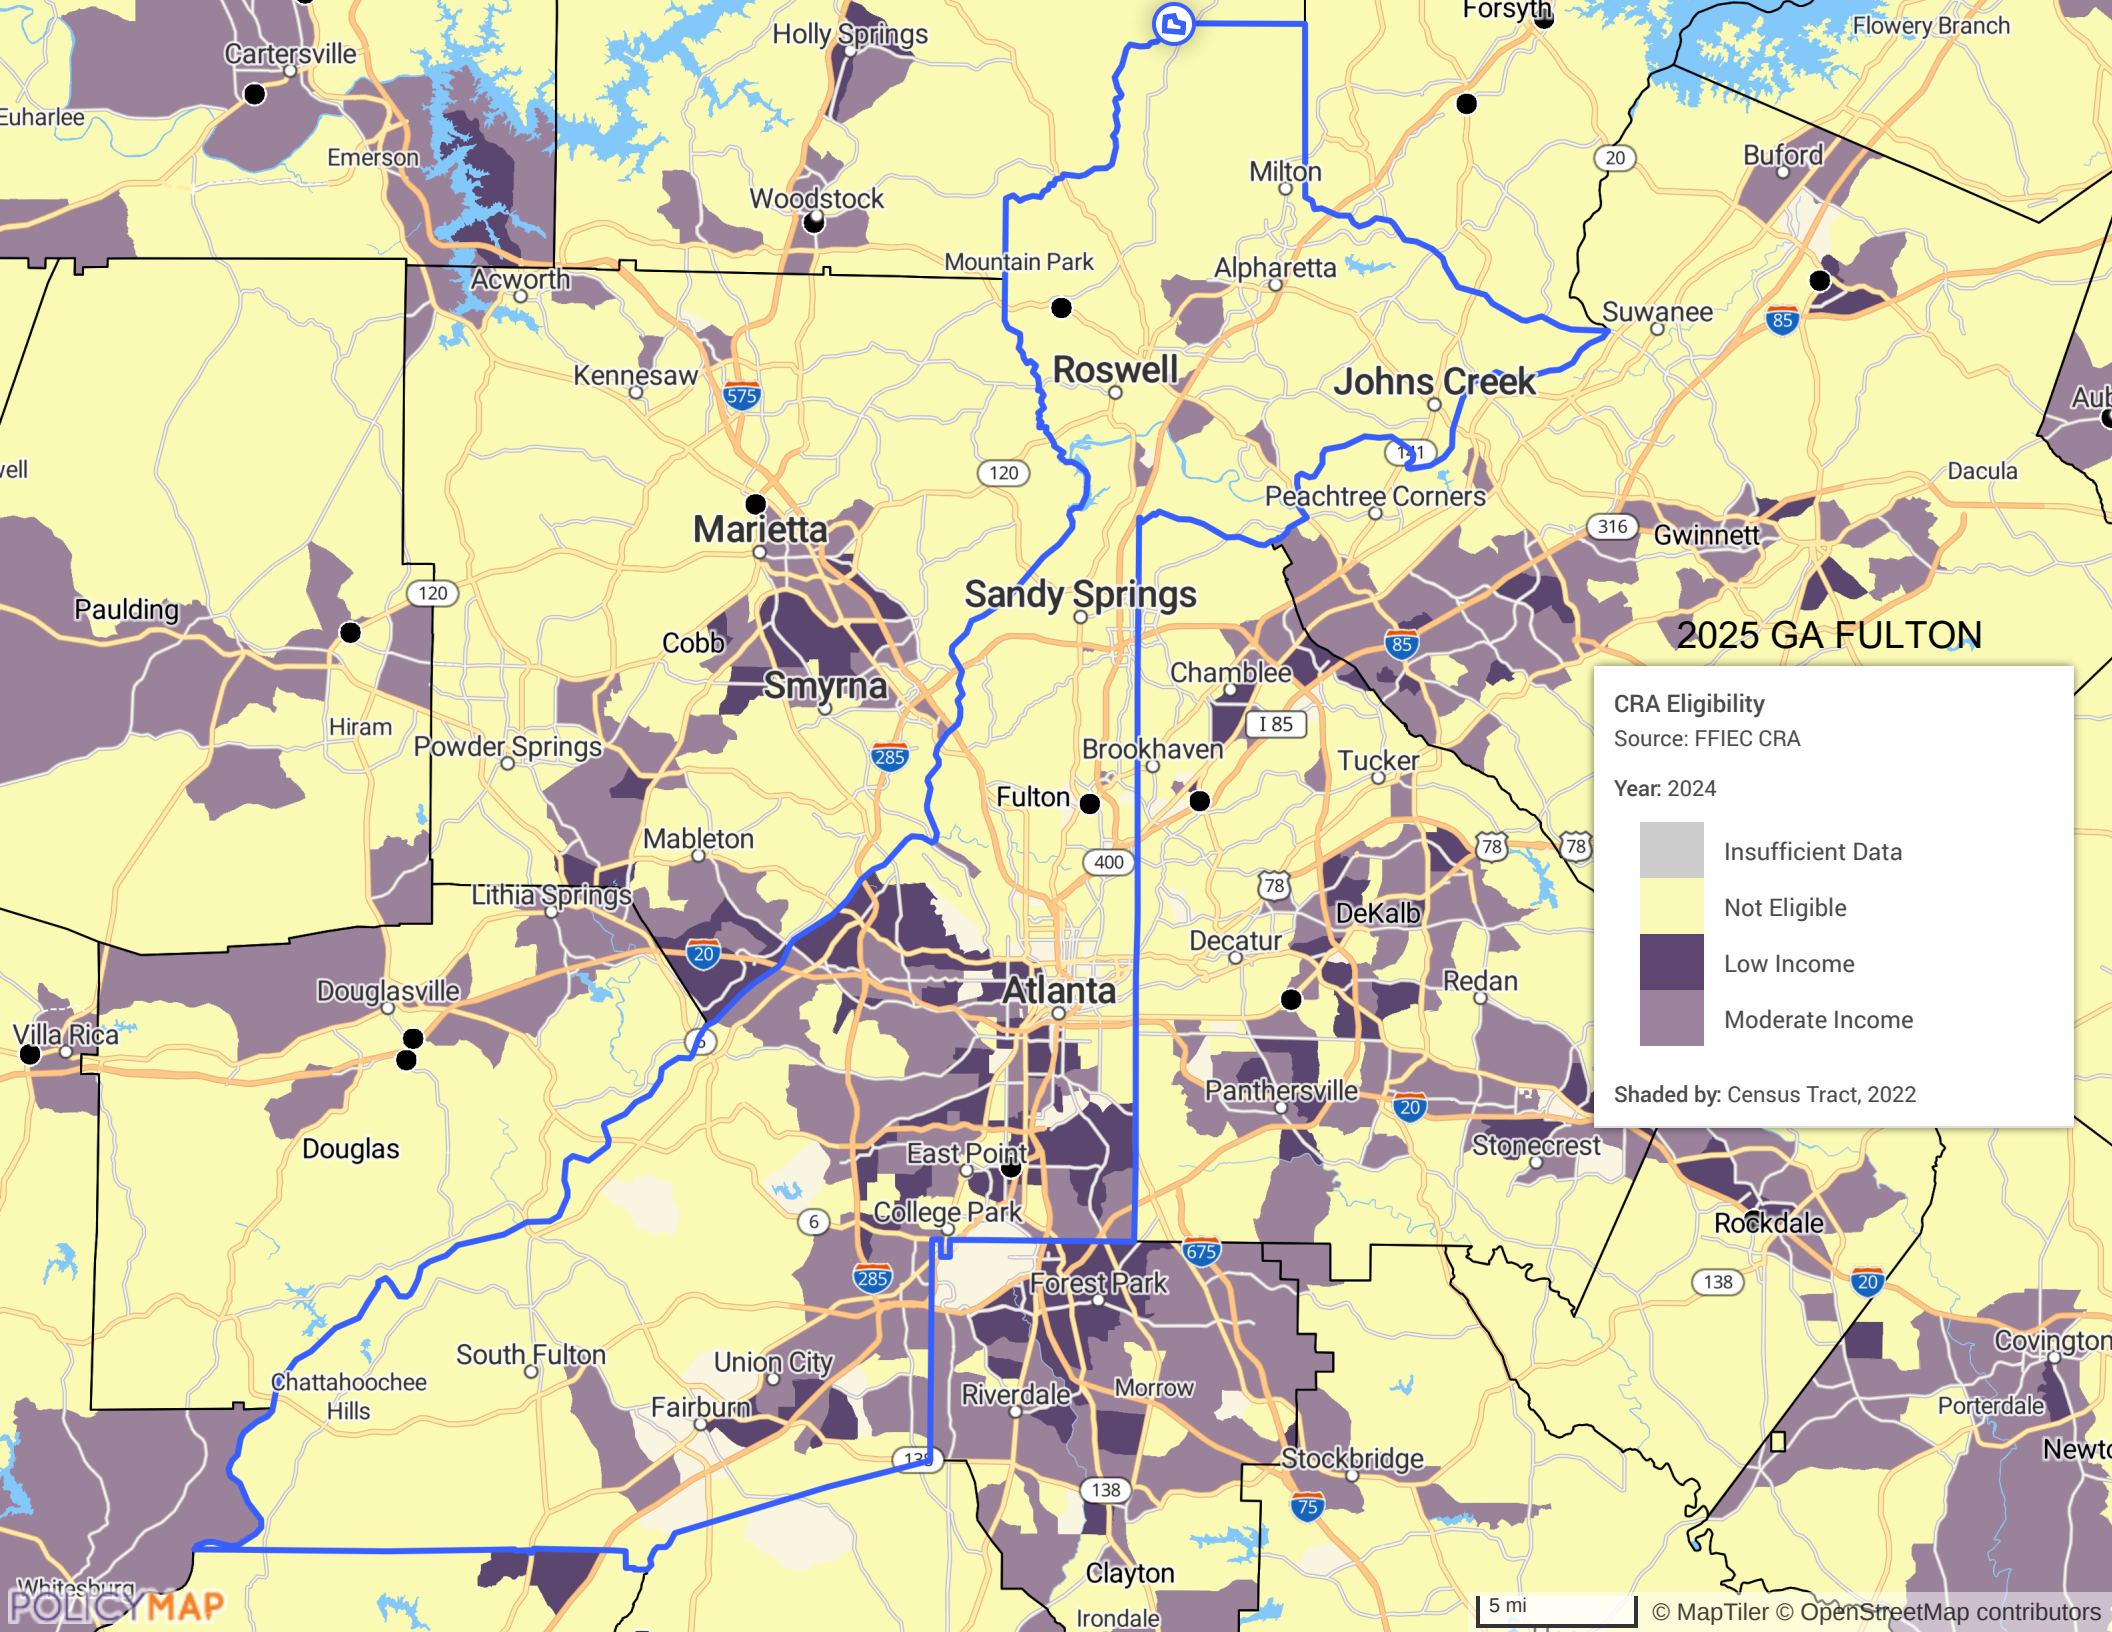 Forsyth
Flowery Branch
Holly Springs
Cartersville
Euharlee
Emerson
20
Buford
Milton
Woodstock
Mountain Park
Alpharetta
Acworth
Suwanee
85
Kennesaw
575
Roswell
Johns Creek
Aub
well
120
141
Dacula
Peachtree Corners
Marietta
316
Gwinnett
120
Sandy Springs
Paulding
Cobb
85
2025 GA FULTON
Chamblee
Smyrna
CRA Eligibility
Source: FFIEC CRA
Hiram
Powder Springs
285
I 85
Brookhaven
Tucker
Year: 2024
Fulton
Mableton
400
78
78
Insufficient Data
Lithia Springs
78
DeKalb
Not Eligible
20
Decatur
Low Income
Douglasville
Atlanta
Redan
Moderate Income
Villa Rica
6
Panthersville
20
Shaded by: Census Tract, 2022
Douglas
East Point
Stonecrest
6
College Park
Rockdale
675
285
Forest Park
138
20
South Fulton
Union City
Covington
Chattahoochee
Hills
Fairburn
Riverdale
Morrow
Porterdale
138
Stockbridge
Newto
138
75
Clayton
Whitesburg
POLICYMAP
Irondale
5 mi
© MapTiler © OpenStreetMap contributors